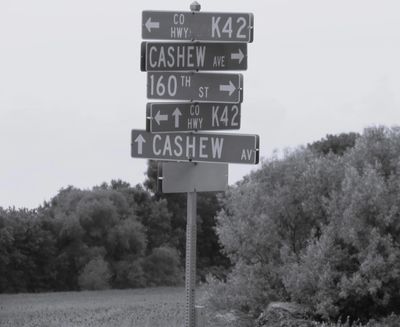 ← CO HWY K42
CASHEW AVE →
160TH ST →
← ↑ CO HWY K42
↑ CASHEW AV